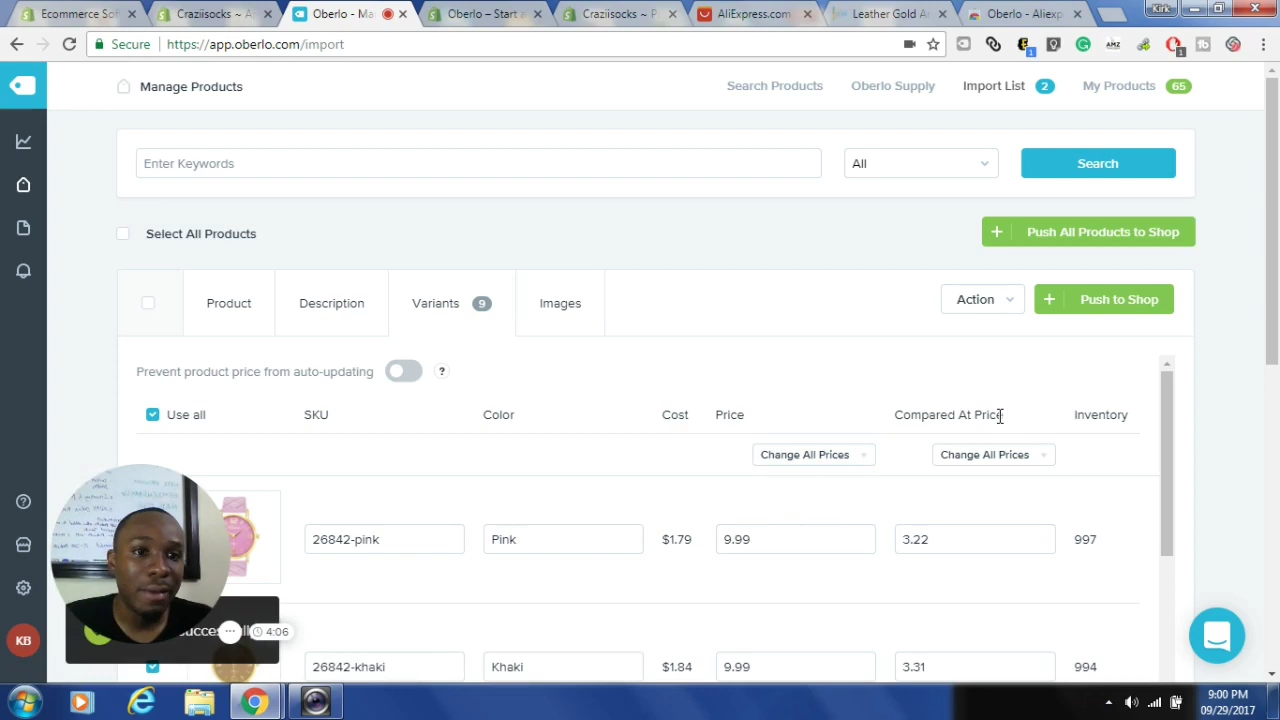 Ecommerce Sof
Craziisocks ~ A
Oberlo - Ma
Oberlo – Start a
Craziisocks ~ P
AliExpress.com
Leather Gold A
Oberlo - Aliexp
Kirk
Secure
https://app.oberlo.com/import
Manage Products
Search Products
Oberlo Supply
Import List 2
My Products 65
Enter Keywords
All
Search
Select All Products
+ Push All Products to Shop
Product
Description
Variants 9
Images
Action
+ Push to Shop
Prevent product price from auto-updating ?
Use all
SKU
Color
Cost
Price
Compared At Price
Inventory
Change All Prices
Change All Prices
26842-pink
Pink
$1.79
9.99
3.22
997
4:06
26842-khaki
Khaki
$1.84
9.99
3.31
994
KB
9:00 PM
09/29/2017